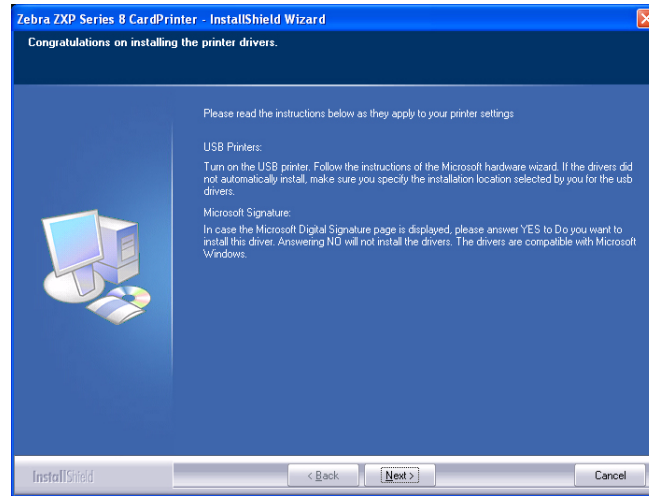 Zebra ZXP Series 8 CardPrinter - InstallShield Wizard
Congratulations on installing the printer drivers.
Please read the instructions below as they apply to your printer settings
USB Printers:
Turn on the USB printer. Follow the instructions of the Microsoft hardware wizard. If the drivers did
not automatically install, make sure you specify the installation location selected by you for the usb
drivers.
Microsoft Signature:
In case the Microsoft Digital Signature page is displayed, please answer YES to Do you want to
install this driver. Answering NO will not install the drivers. The drivers are compatible with Microsoft
Windows.
InstallShield
< Back
Next >
Cancel